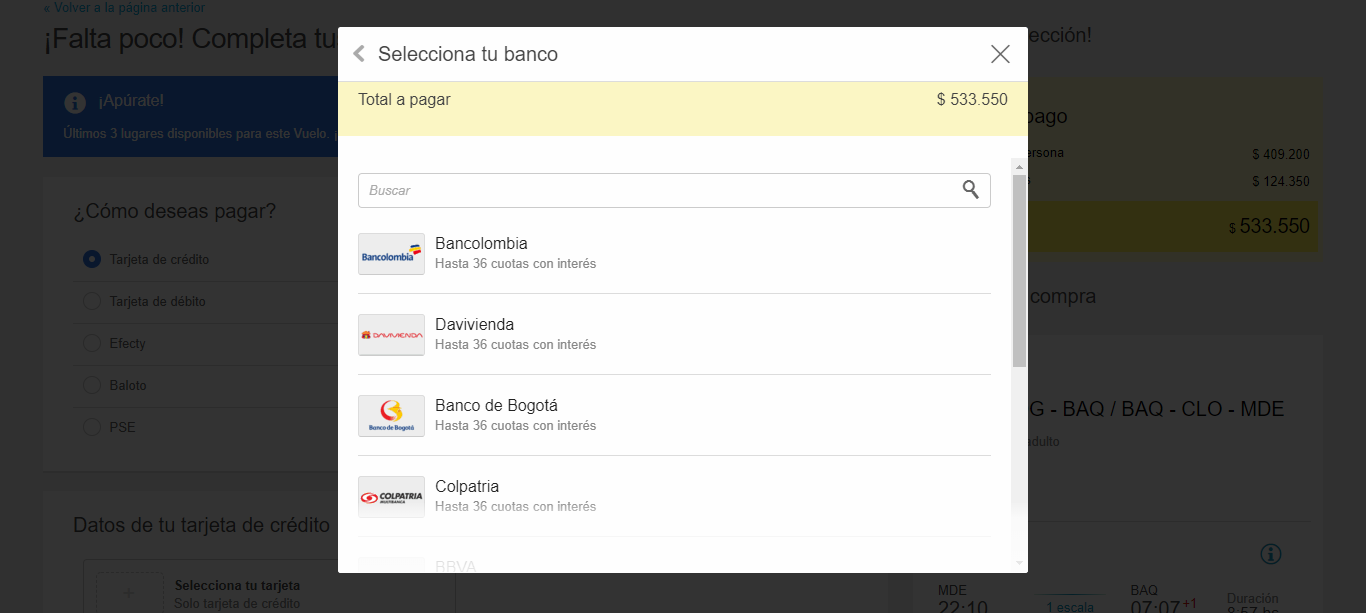 « Volver a la página anterior
¡Falta poco! Completa tu
¡Apúrate!
Últimos 3 lugares disponibles para este Vuelo. ¡
¿Cómo deseas pagar?
Tarjeta de crédito
Tarjeta de débito
Efecty
Baloto
PSE
Datos de tu tarjeta de crédito
Selecciona tu tarjeta
Solo tarjeta de crédito
Selecciona tu banco
Total a pagar $ 533.550
Buscar
Bancolombia
Bancolombia
Hasta 36 cuotas con interés
DAVIVIENDA
Davivienda
Hasta 36 cuotas con interés
Banco de Bogotá
Banco de Bogotá
Hasta 36 cuotas con interés
COLPATRIA
MULTIBANCA
Colpatria
Hasta 36 cuotas con interés
BBVA
ección!
pago
ersona $ 409.200
s $ 124.350
$ 533.550
compra
G - BAQ / BAQ - CLO - MDE
adulto
MDE BAQ Duración
22:10 1 escala 07:07 +1 8:57 hs